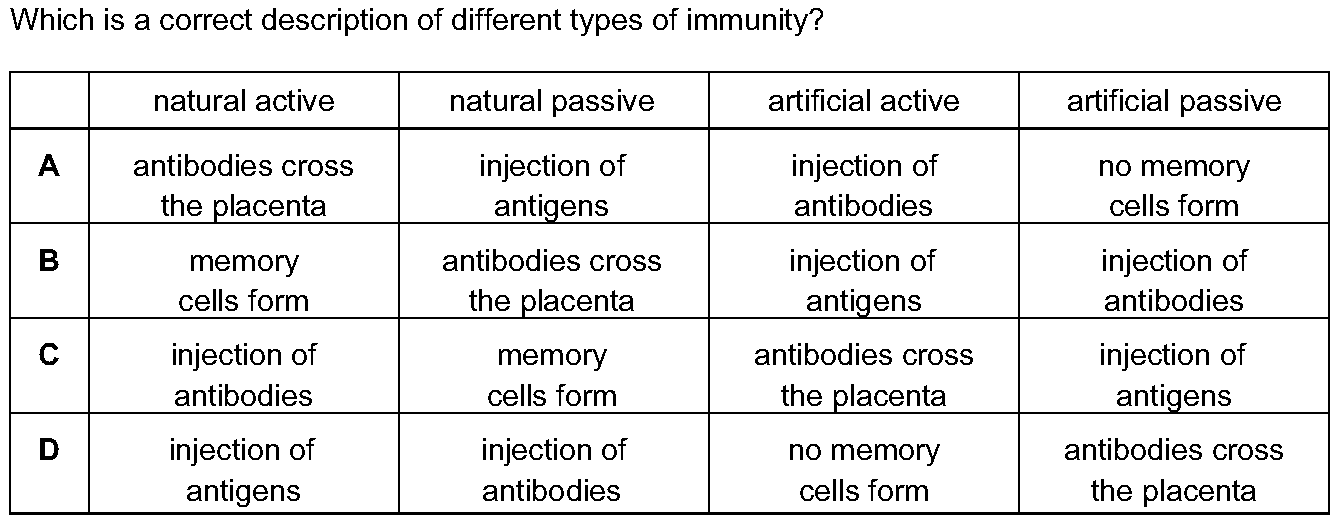 Which is a correct description of different types of immunity?
natural active natural passive artificial active artificial passive
A antibodies cross injection of injection of no memory
the placenta antigens antibodies cells form
B memory antibodies cross injection of injection of
cells form the placenta antigens antibodies
C injection of memory antibodies cross injection of
antibodies cells form the placenta antigens
D injection of injection of no memory antibodies cross
antigens antibodies cells form the placenta